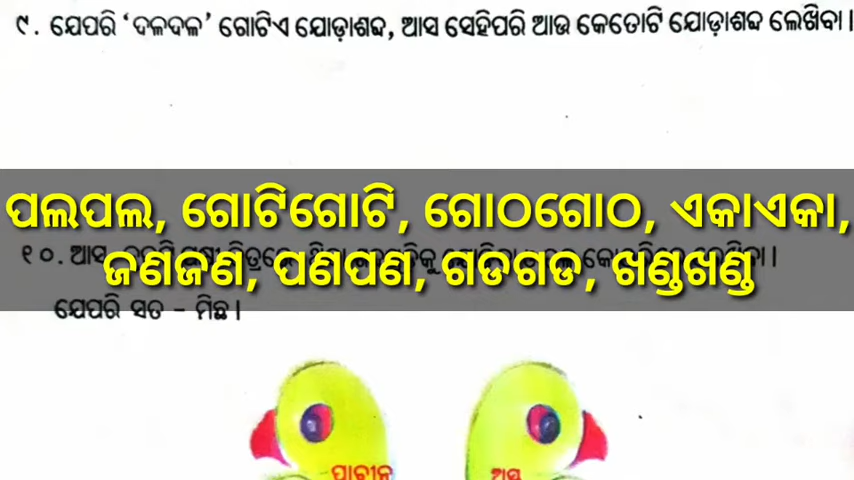 ୯. ଯେପରି ‘ଦଳଦଳ’ ଗୋଟିଏ ଯୋଡ଼ାଶବ୍ଦ, ଆସ ସେହିପରି ଆଉ କେତୋଟି ଯୋଡ଼ାଶବ୍ଦ ଲେଖିବା।
ପଲପଲ, ଗୋଟିଗୋଟି, ଗୋଠଗୋଠ, ଏକାଏକା,
୧୦. ଆସ
ଜଣଜଣ, ପଣପଣ, ଗଡଗଡ, ଖଣ୍ଡଖଣ୍ଡ
ଯେପରି ସତ – ମିଛ।
ପ୍ରାଚୀନ ଅସ୍ତ